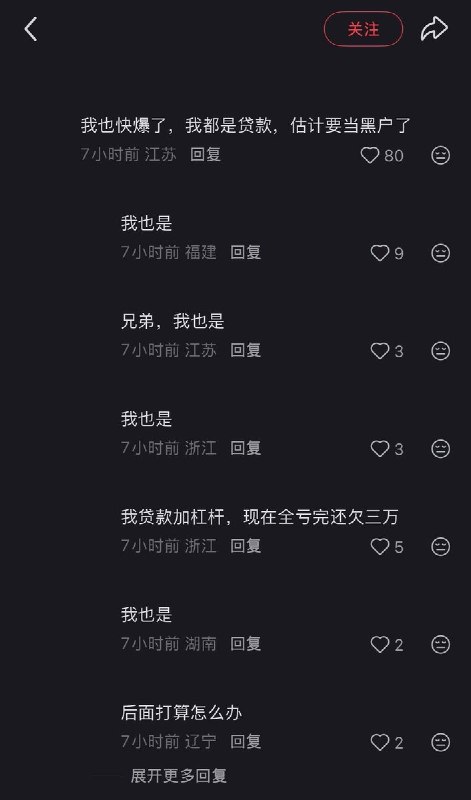 关注
我也快爆了，我都是贷款，估计要当黑户了
7小时前 江苏 回复 80
我也是
7小时前 福建 回复 9
兄弟，我也是
7小时前 江苏 回复 3
我也是
7小时前 浙江 回复 3
我贷款加杠杆，现在全亏完还欠三万
7小时前 浙江 回复 5
我也是
7小时前 湖南 回复 2
后面打算怎么办
7小时前 辽宁 回复 2
展开更多回复